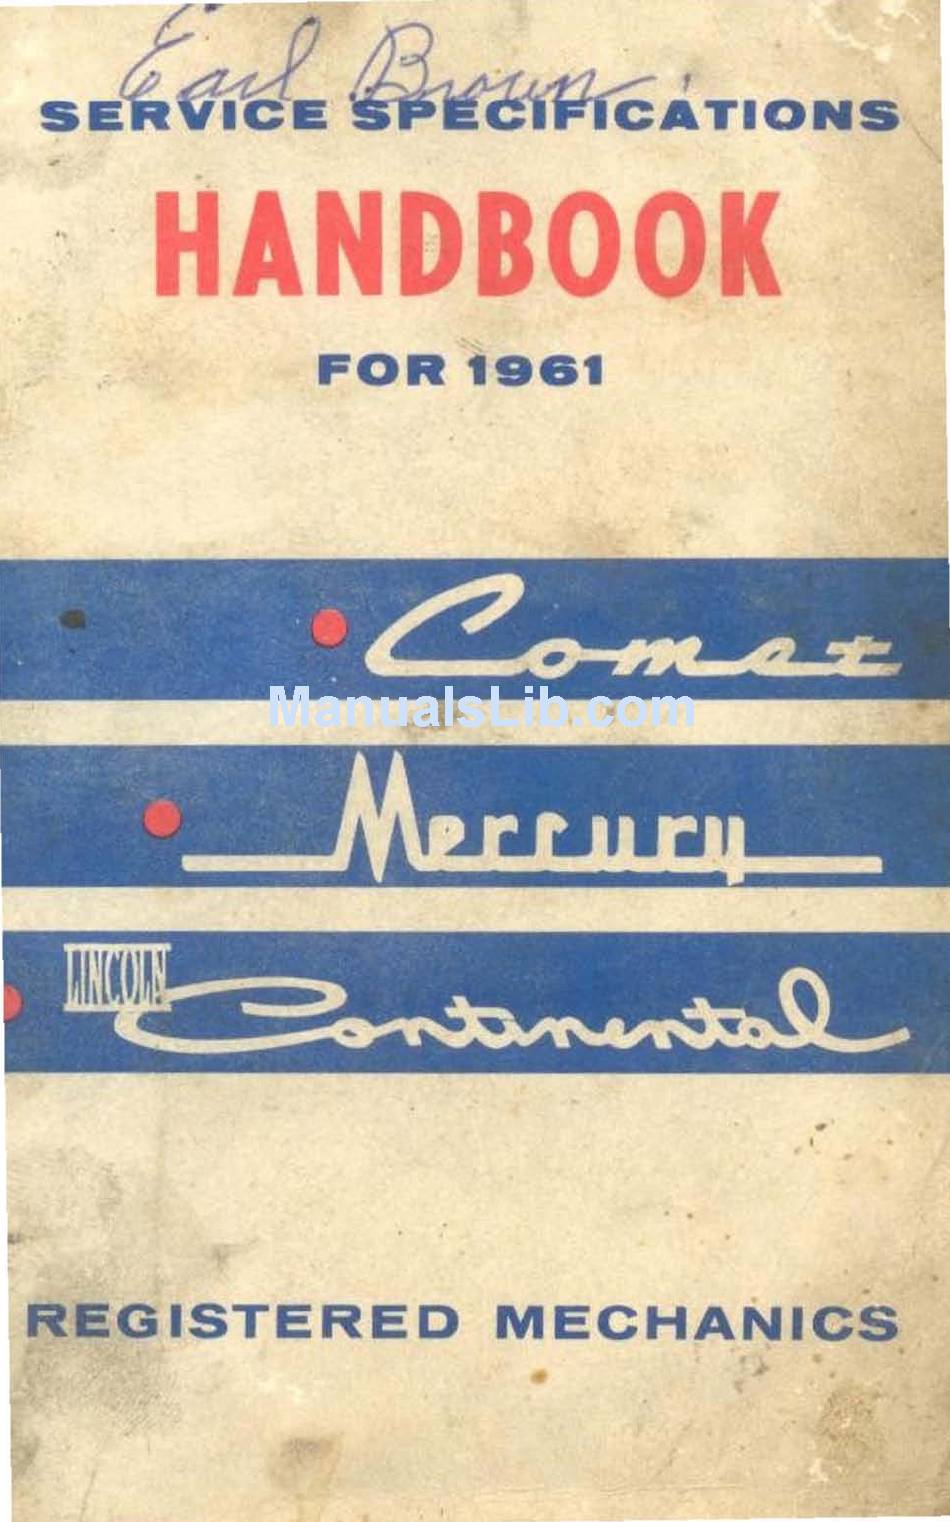 Earl Brown
SERVICE SPECIFICATIONS
HANDBOOK
FOR 1961
Comet
ManualsLib.com
Mercury
LINCOLN
Continental
REGISTERED MECHANICS